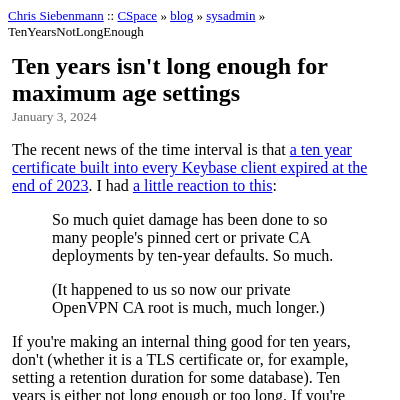 Chris Siebenmann :: CSpace » blog » sysadmin »
TenYearsNotLongEnough
Ten years isn't long enough for
maximum age settings
January 3, 2024
The recent news of the time interval is that a ten year
certificate built into every Keybase client expired at the
end of 2023. I had a little reaction to this:
So much quiet damage has been done to so
many people's pinned cert or private CA
deployments by ten-year defaults. So much.
(It happened to us so now our private
OpenVPN CA root is much, much longer.)
If you're making an internal thing good for ten years,
don't (whether it is a TLS certificate or, for example,
setting a retention duration for some database). Ten
years is either not long enough or too long. If you're